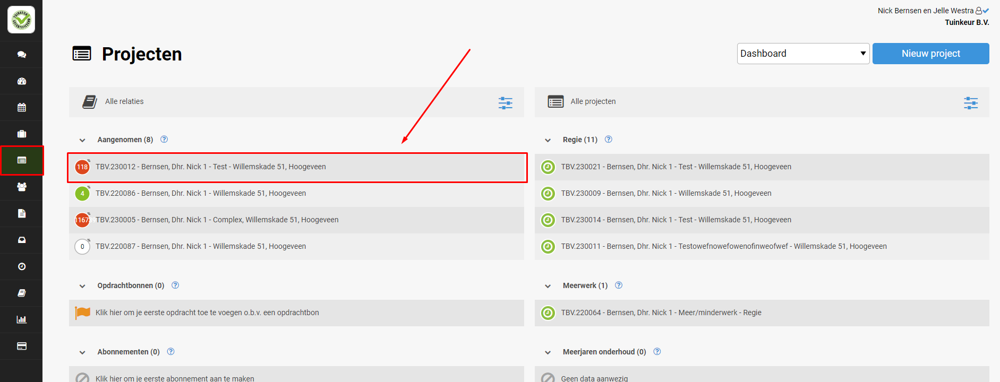 TUINKEUR
GECERTIFICEERD
Nick Bernsen en Jelle Westra
Tuinkeur B.V.
Projecten
Dashboard
Nieuw project
Alle relaties
Alle projecten
Aangenomen (8)
118 % TBV.230012 - Bernsen, Dhr. Nick 1 - Test - Willemskade 51, Hoogeveen
4 % TBV.220086 - Bernsen, Dhr. Nick 1 - Willemskade 51, Hoogeveen
% TBV.230005 - Bernsen, Dhr. Nick 1 - Complex, Willemskade 51, Hoogeveen
0 % TBV.220087 - Bernsen, Dhr. Nick 1 - Willemskade 51, Hoogeveen
Regie (11)
TBV.230021 - Bernsen, Dhr. Nick 1 - Test - Willemskade 51, Hoogeveen
TBV.230009 - Bernsen, Dhr. Nick 1 - Willemskade 51, Hoogeveen
TBV.230014 - Bernsen, Dhr. Nick 1 - Test - Willemskade 51, Hoogeveen
TBV.230011 - Bernsen, Dhr. Nick 1 - Testowefnowefowenofinweofwef - Willemskade 51, Hoogeveen
Opdrachtbonnen (0)
Klik hier om je eerste opdracht toe te voegen o.b.v. een opdrachtbon
Meerwerk (1)
TBV.220064 - Bernsen, Dhr. Nick 1 - Meer/minderwerk - Regie
Abonnementen (0)
Klik hier om je eerste abonnement aan te maken
Meerjaren onderhoud (0)
Geen data aanwezig